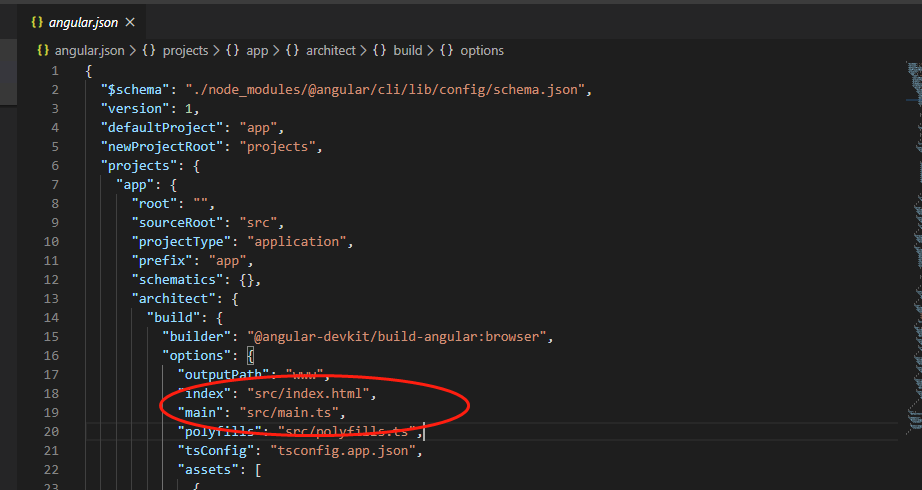 {} angular.json ×
{} angular.json > {} projects > {} app > {} architect > {} build > {} options
1 {
2 "$schema": "./node_modules/@angular/cli/lib/config/schema.json",
3 "version": 1,
4 "defaultProject": "app",
5 "newProjectRoot": "projects",
6 "projects": {
7 "app": {
8 "root": "",
9 "sourceRoot": "src",
10 "projectType": "application",
11 "prefix": "app",
12 "schematics": {},
13 "architect": {
14 "build": {
15 "builder": "@angular-devkit/build-angular:browser",
16 "options": {
17 "outputPath": "www",
18 "index": "src/index.html",
19 "main": "src/main.ts",
20 "polyfills": "src/polyfills.ts",
21 "tsConfig": "tsconfig.app.json",
22 "assets": [
23 {